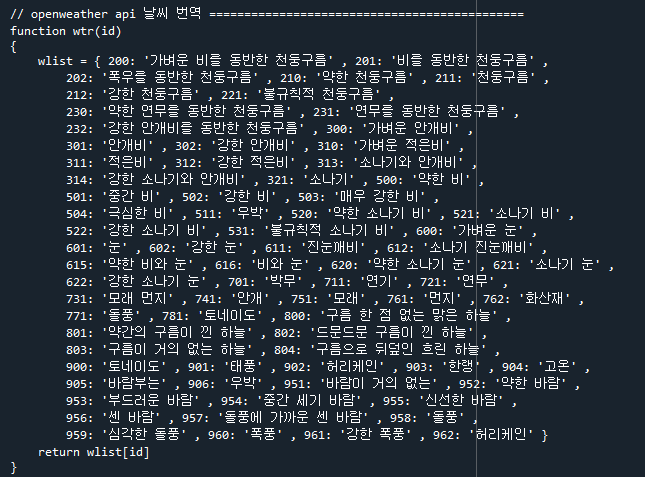 // openweather api 날씨 번역 =============================================
function wtr(id)
{
    wlist = { 200: '가벼운 비를 동반한 천둥구름' , 201: '비를 동반한 천둥구름' ,
        202: '폭우를 동반한 천둥구름' , 210: '약한 천둥구름' , 211: '천둥구름' ,
        212: '강한 천둥구름' , 221: '불규칙적 천둥구름' ,
        230: '약한 연무를 동반한 천둥구름' , 231: '연무를 동반한 천둥구름' ,
        232: '강한 안개비를 동반한 천둥구름' , 300: '가벼운 안개비' ,
        301: '안개비' , 302: '강한 안개비' , 310: '가벼운 적은비' ,
        311: '적은비' , 312: '강한 적은비' , 313: '소나기와 안개비' ,
        314: '강한 소나기와 안개비' , 321: '소나기' , 500: '약한 비' ,
        501: '중간 비' , 502: '강한 비' , 503: '매우 강한 비' ,
        504: '극심한 비' , 511: '우박' , 520: '약한 소나기 비' , 521: '소나기 비' ,
        522: '강한 소나기 비' , 531: '불규칙적 소나기 비' , 600: '가벼운 눈' ,
        601: '눈' , 602: '강한 눈' , 611: '진눈깨비' , 612: '소나기 진눈깨비' ,
        615: '약한 비와 눈' , 616: '비와 눈' , 620: '약한 소나기 눈' , 621: '소나기 눈' ,
        622: '강한 소나기 눈' , 701: '박무' , 711: '연기' , 721: '연무' ,
        731: '모래 먼지' , 741: '안개' , 751: '모래' , 761: '먼지' , 762: '화산재' ,
        771: '돌풍' , 781: '토네이도' , 800: '구름 한 점 없는 맑은 하늘' ,
        801: '약간의 구름이 낀 하늘' , 802: '드문드문 구름이 낀 하늘' ,
        803: '구름이 거의 없는 하늘' , 804: '구름으로 뒤덮인 흐린 하늘' ,
        900: '토네이도' , 901: '태풍' , 902: '허리케인' , 903: '한랭' , 904: '고온' ,
        905: '바람부는' , 906: '우박' , 951: '바람이 거의 없는' , 952: '약한 바람' ,
        953: '부드러운 바람' , 954: '중간 세기 바람' , 955: '신선한 바람' ,
        956: '센 바람' , 957: '돌풍에 가까운 센 바람' , 958: '돌풍' ,
        959: '심각한 돌풍' , 960: '폭풍' , 961: '강한 폭풍' , 962: '허리케인' }
    return wlist[id]
}